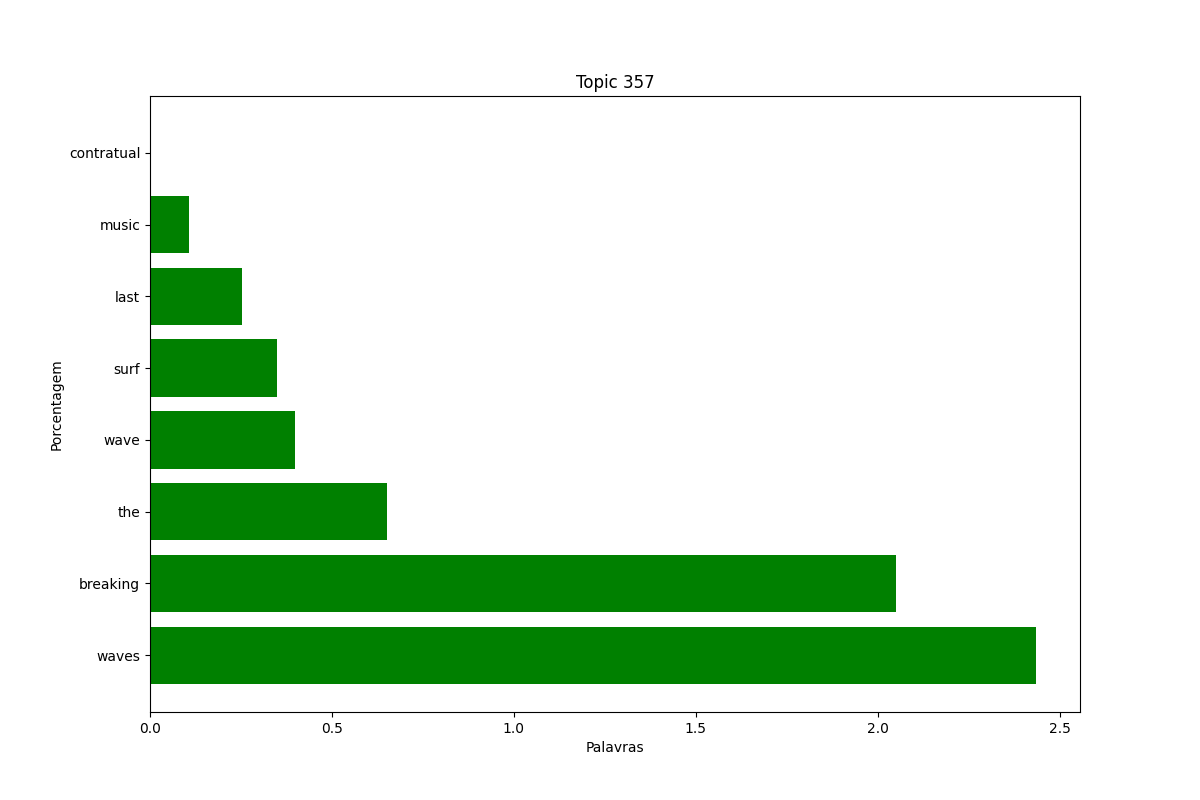 Topic 357
contratual
music
last
surf
wave
the
breaking
waves
Porcentagem
0.0 0.5 1.0 1.5 2.0 2.5
Palavras